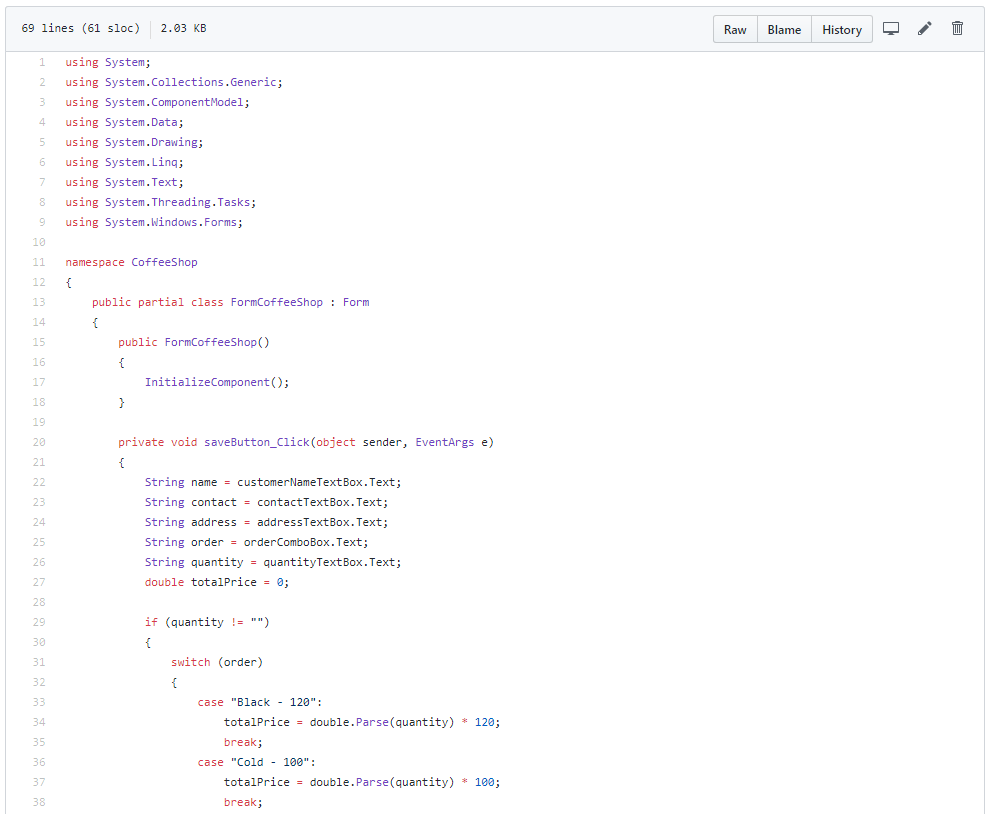 69 lines (61 sloc) 2.03 KB Raw Blame History
1 using System;
2 using System.Collections.Generic;
3 using System.ComponentModel;
4 using System.Data;
5 using System.Drawing;
6 using System.Linq;
7 using System.Text;
8 using System.Threading.Tasks;
9 using System.Windows.Forms;
10
11 namespace CoffeeShop
12 {
13     public partial class FormCoffeeShop : Form
14     {
15         public FormCoffeeShop()
16         {
17             InitializeComponent();
18         }
19
20         private void saveButton_Click(object sender, EventArgs e)
21         {
22             String name = customerNameTextBox.Text;
23             String contact = contactTextBox.Text;
24             String address = addressTextBox.Text;
25             String order = orderComboBox.Text;
26             String quantity = quantityTextBox.Text;
27             double totalPrice = 0;
28
29             if (quantity != "")
30             {
31                 switch (order)
32                 {
33                     case "Black - 120":
34                         totalPrice = double.Parse(quantity) * 120;
35                         break;
36                     case "Cold - 100":
37                         totalPrice = double.Parse(quantity) * 100;
38                         break;